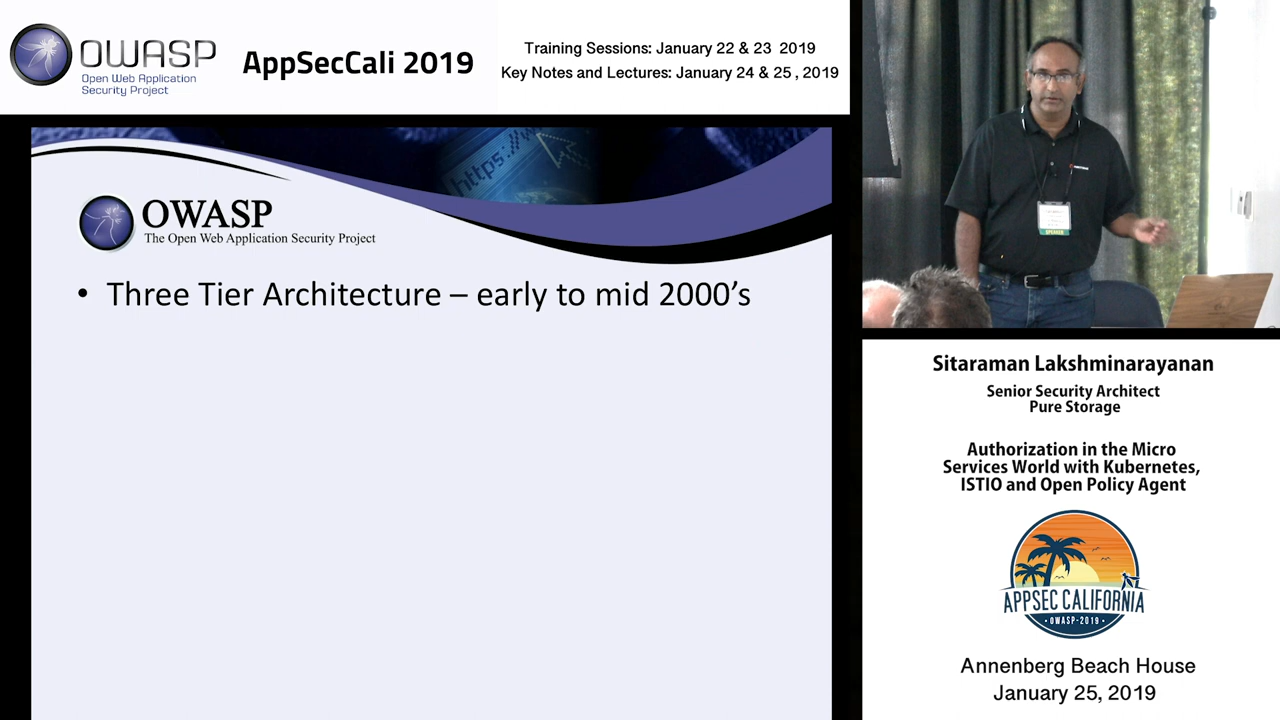 OWASP
Open Web Application
Security Project
AppSecCali 2019
Training Sessions: January 22 & 23 2019
Key Notes and Lectures: January 24 & 25 , 2019
https://
OWASP
The Open Web Application Security Project
• Three Tier Architecture – early to mid 2000’s
SPEAKER
Sitaraman Lakshminarayanan
Senior Security Architect
Pure Storage
Authorization in the Micro
Services World with Kubernetes,
ISTIO and Open Policy Agent
APPSEC CALIFORNIA
• OWASP-2019 •
Annenberg Beach House
January 25, 2019